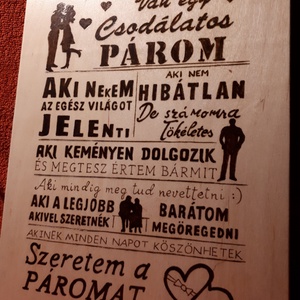 Van egy
Csodálatos
PÁROM
AKI NEKEM
AZ EGÉSZ VILÁGOT
JELENTI
AKI NEM
HIBÁTLAN
De számomra
Tökéletes
AKI KEMÉNYEN DOLGOZIK
ÉS MEGTESZ ÉRTEM BÁRMIT
Aki mindig meg tud nevettetni :)
AKI A LEGJOBB BARÁTOM
AKIVEL SZERETNÉK MEGÖREGEDNI
AKINEK MINDEN NAPOT KÖSZÖNHETEK
Szeretem a
PÁROMAT